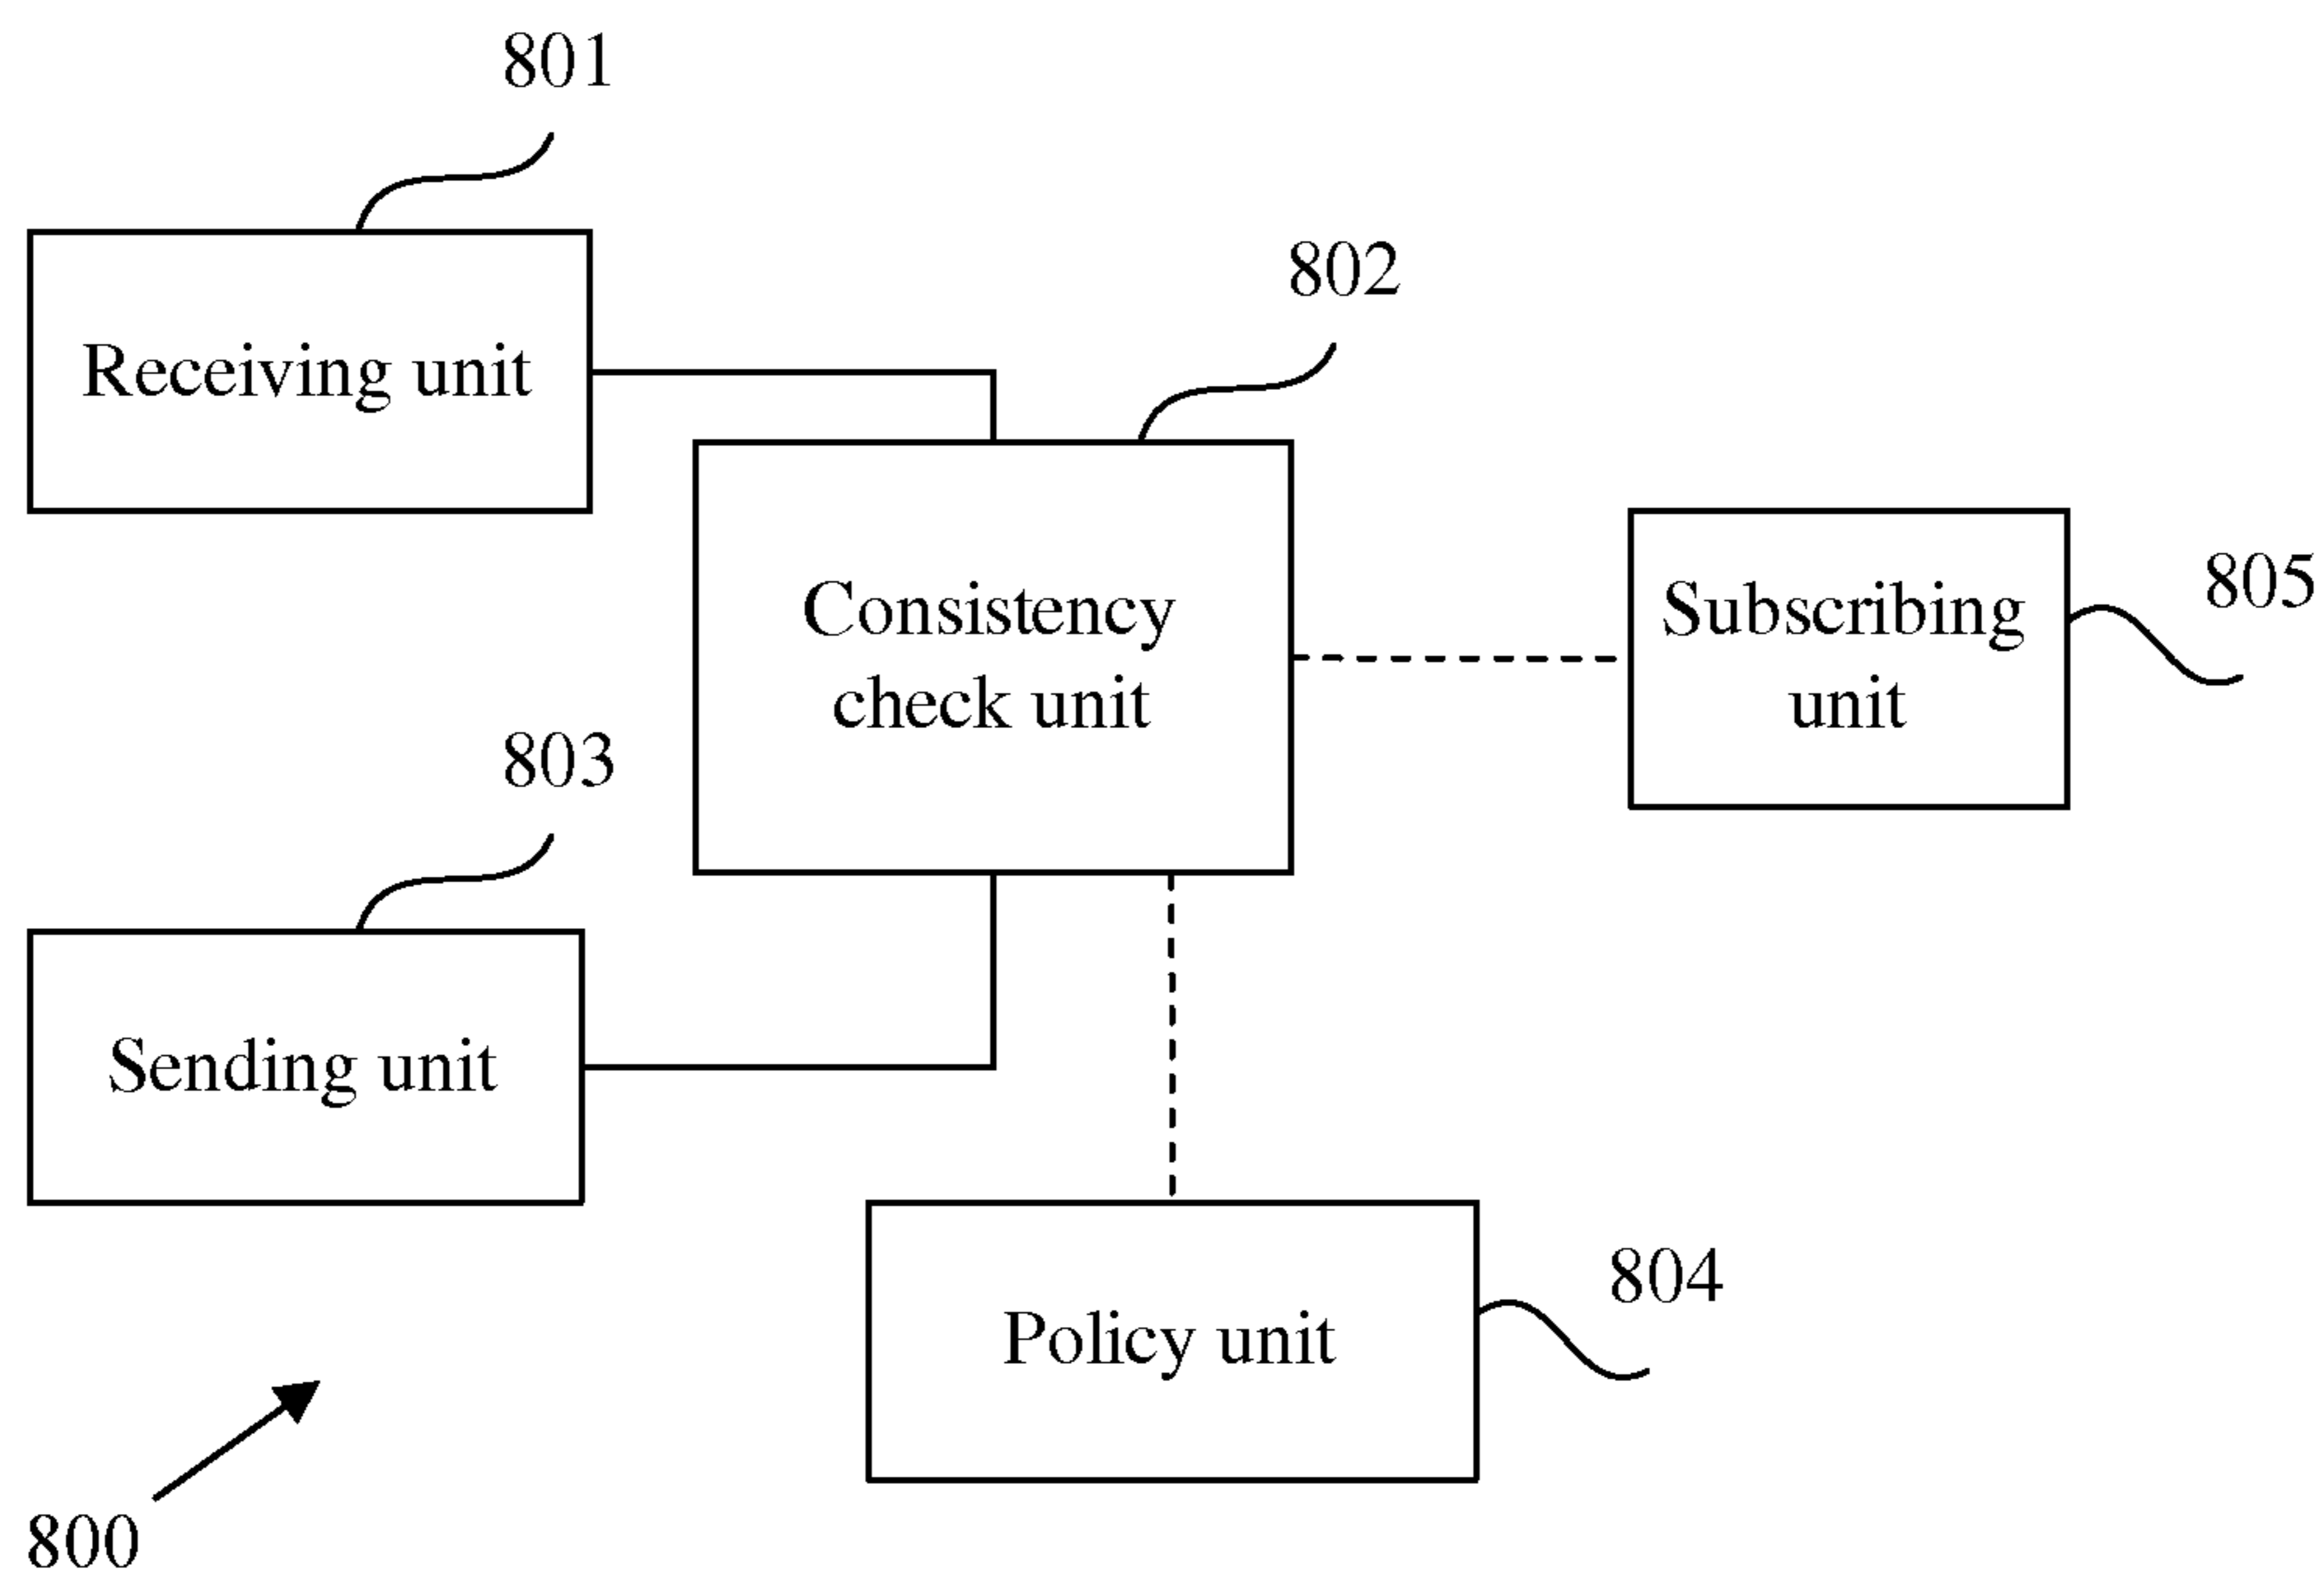 801
Receiving unit
802
Consistency
check unit
Subscribing
unit
805
803
Sending unit
804
Policy unit
800